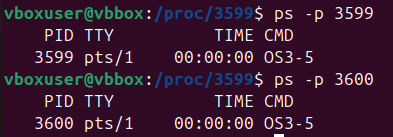 vboxuser@vbbox:/proc/3599$ ps -p 3599
    PID TTY          TIME CMD
   3599 pts/1    00:00:00 OS3-5
vboxuser@vbbox:/proc/3599$ ps -p 3600
    PID TTY          TIME CMD
   3600 pts/1    00:00:00 OS3-5